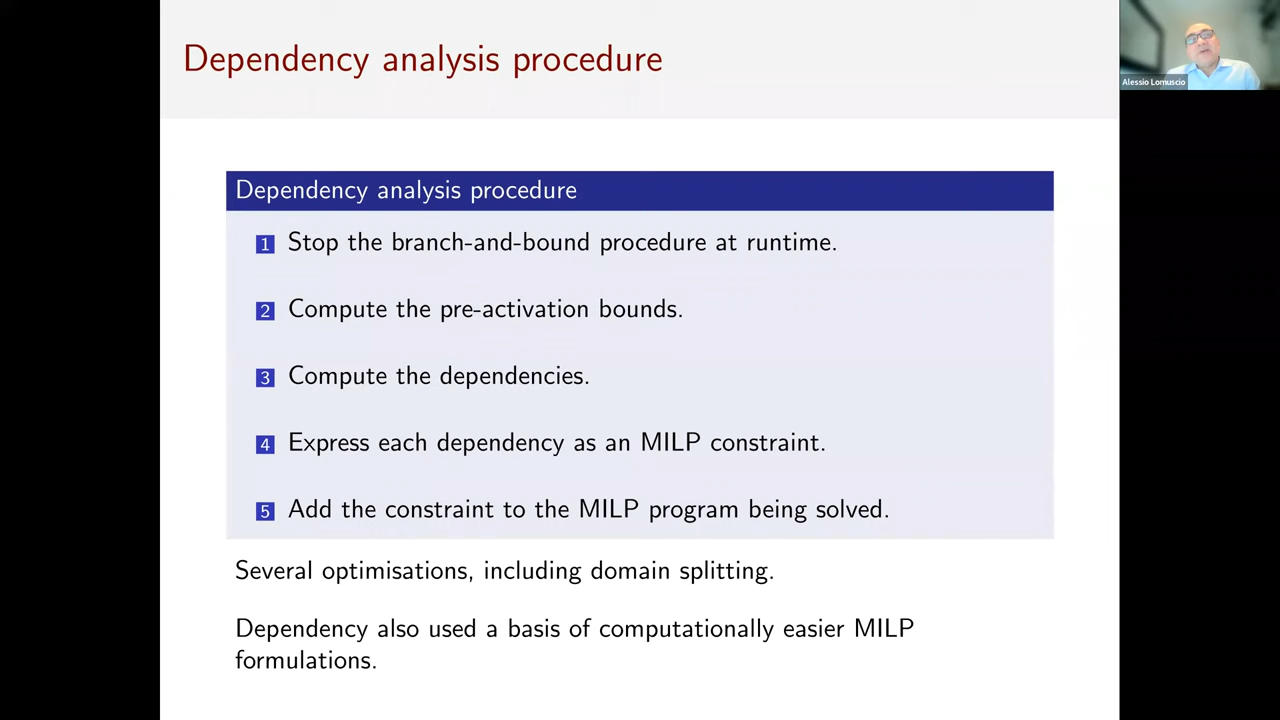 Dependency analysis procedure
Alessio Lomuscio
Dependency analysis procedure
1 Stop the branch-and-bound procedure at runtime.
2 Compute the pre-activation bounds.
3 Compute the dependencies.
4 Express each dependency as an MILP constraint.
5 Add the constraint to the MILP program being solved.
Several optimisations, including domain splitting.
Dependency also used a basis of computationally easier MILP
formulations.